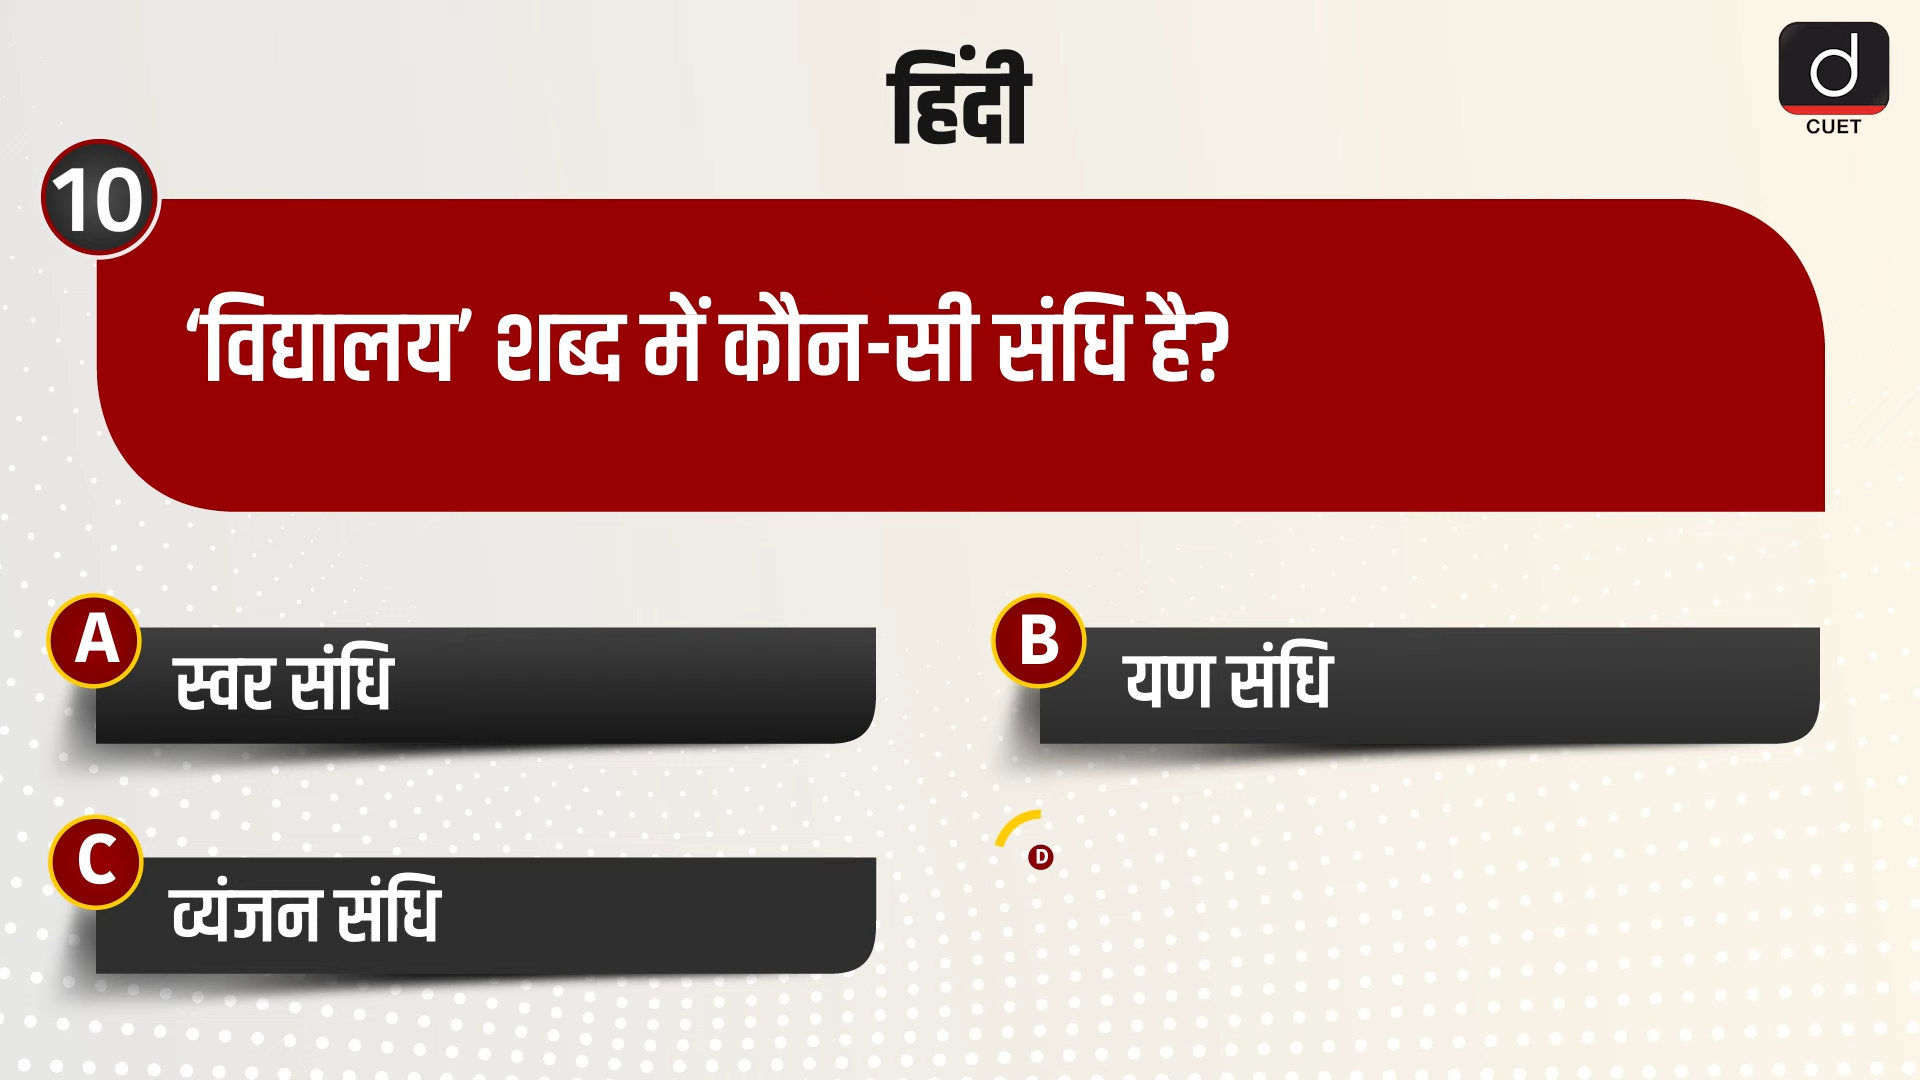 हिंदी
d
CUET
10
‘विद्यालय’ शब्द में कौन-सी संधि है?
A
स्वर संधि
B
यण संधि
C
व्यंजन संधि
D